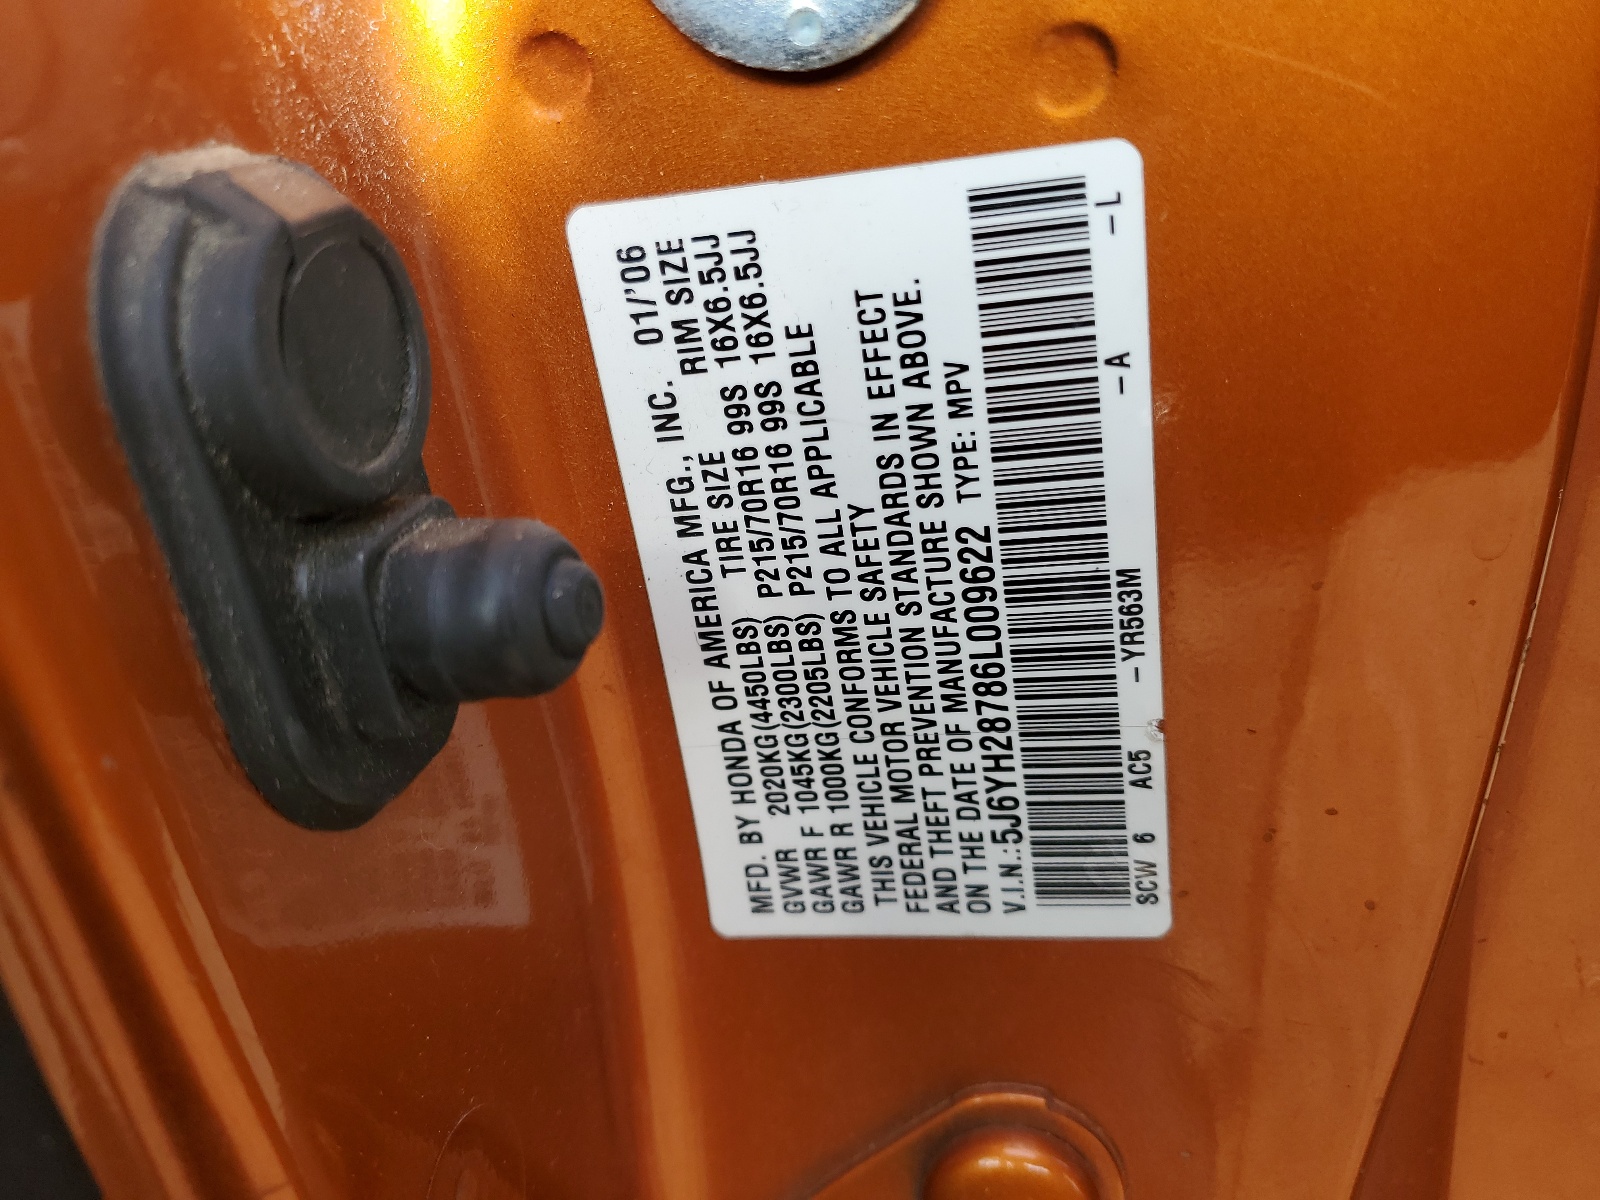 MFD. BY HONDA OF AMERICA MFG., INC. 01/'06
GVWR 2020KG(4450LBS) TIRE SIZE RIM SIZE
GAWR F 1045KG(2300LBS) P215/70R16 99S 16X6.5JJ
GAWR R 1000KG(2205LBS) P215/70R16 99S 16X6.5JJ
THIS VEHICLE CONFORMS TO ALL APPLICABLE
FEDERAL MOTOR VEHICLE SAFETY
AND THEFT PREVENTION STANDARDS IN EFFECT
ON THE DATE OF MANUFACTURE SHOWN ABOVE.
V.I.N.:5J6YH28786L009622 TYPE: MPV
SCW 6 AC5 –YR563M –A –L